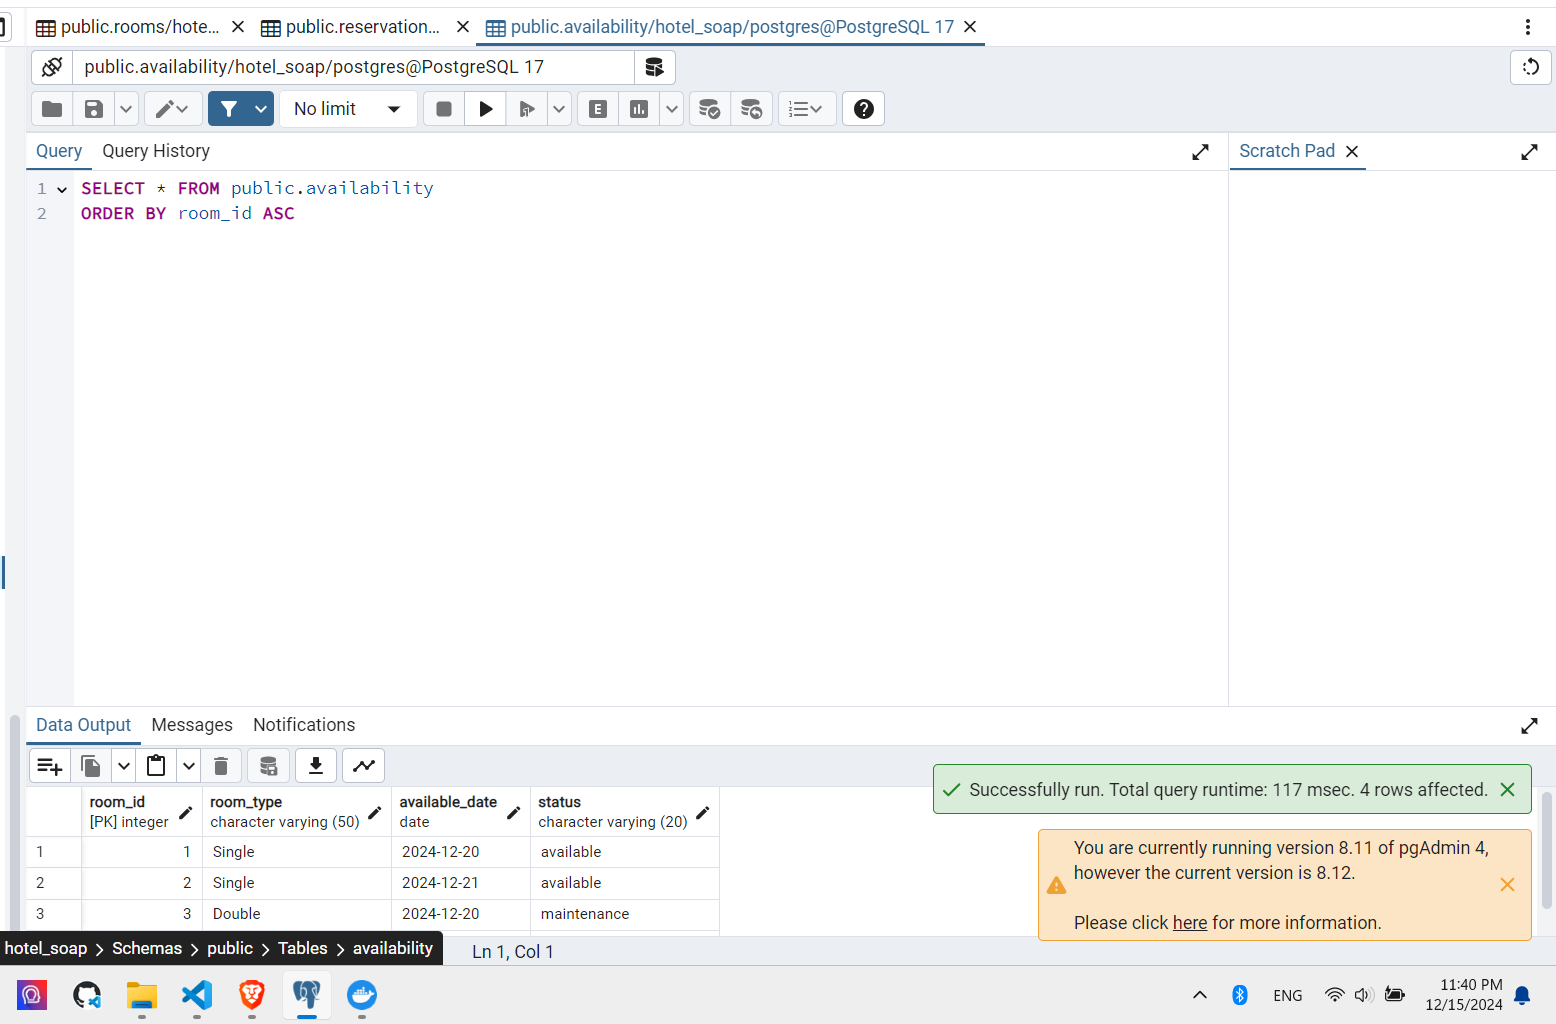 public.rooms/hote...
public.reservation...
public.availability/hotel_soap/postgres@PostgreSQL 17
public.availability/hotel_soap/postgres@PostgreSQL 17
No limit
E
Query
Query History
Scratch Pad
1 SELECT * FROM public.availability
2 ORDER BY room_id ASC
Data Output
Messages
Notifications
room_id
[PK] integer
room_type
character varying (50)
available_date
date
status
character varying (20)
1 1 Single 2024-12-20 available
2 2 Single 2024-12-21 available
3 3 Double 2024-12-20 maintenance
Successfully run. Total query runtime: 117 msec. 4 rows affected.
You are currently running version 8.11 of pgAdmin 4,
however the current version is 8.12.
Please click here for more information.
hotel_soap > Schemas > public > Tables > availability
Ln 1, Col 1
ENG
11:40 PM
12/15/2024